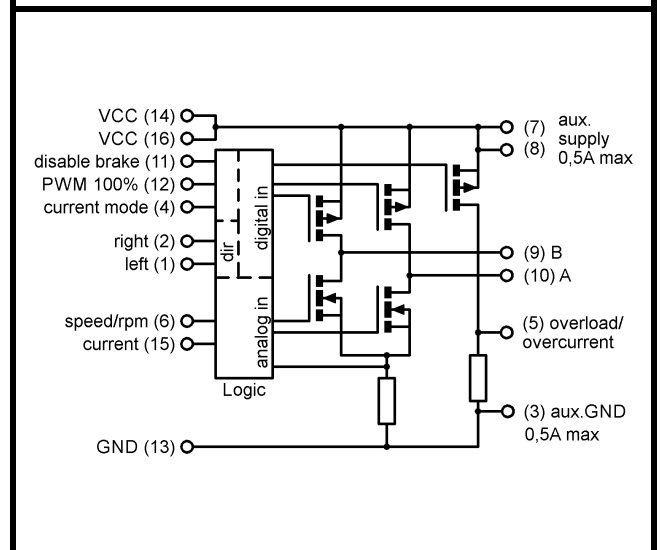 VCC (14)
VCC (16)
disable brake (11)
PWM 100% (12)
current mode (4)
right (2)
left (1)
speed/rpm (6)
current (15)
GND (13)
dir
digital in
analog in
Logic
(7)
(8)
aux.
supply
0,5A max
(9) B
(10) A
(5) overload/
overcurrent
(3) aux.GND
0,5A max